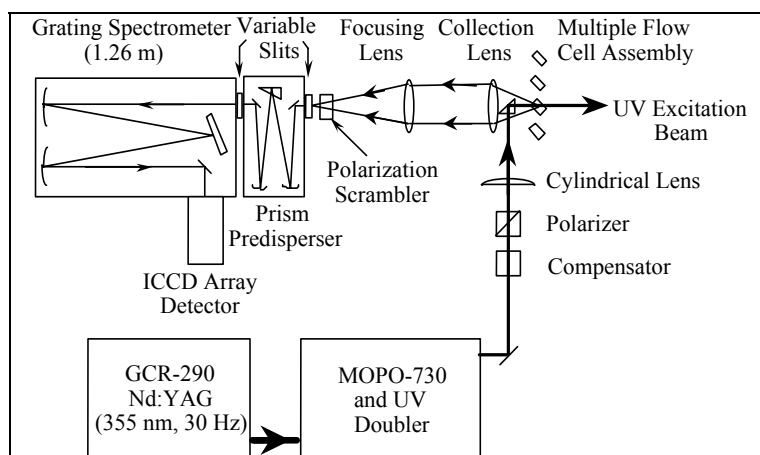 Grating Spectrometer
(1.26 m)
Variable
Slits
Focusing
Lens
Collection
Lens
Multiple Flow
Cell Assembly
UV Excitation
Beam
Polarization
Scrambler
Cylindrical Lens
Prism
Predisperser
Polarizer
ICCD Array
Detector
Compensator
GCR-290
Nd:YAG
(355 nm, 30 Hz)
MOPO-730
and UV
Doubler